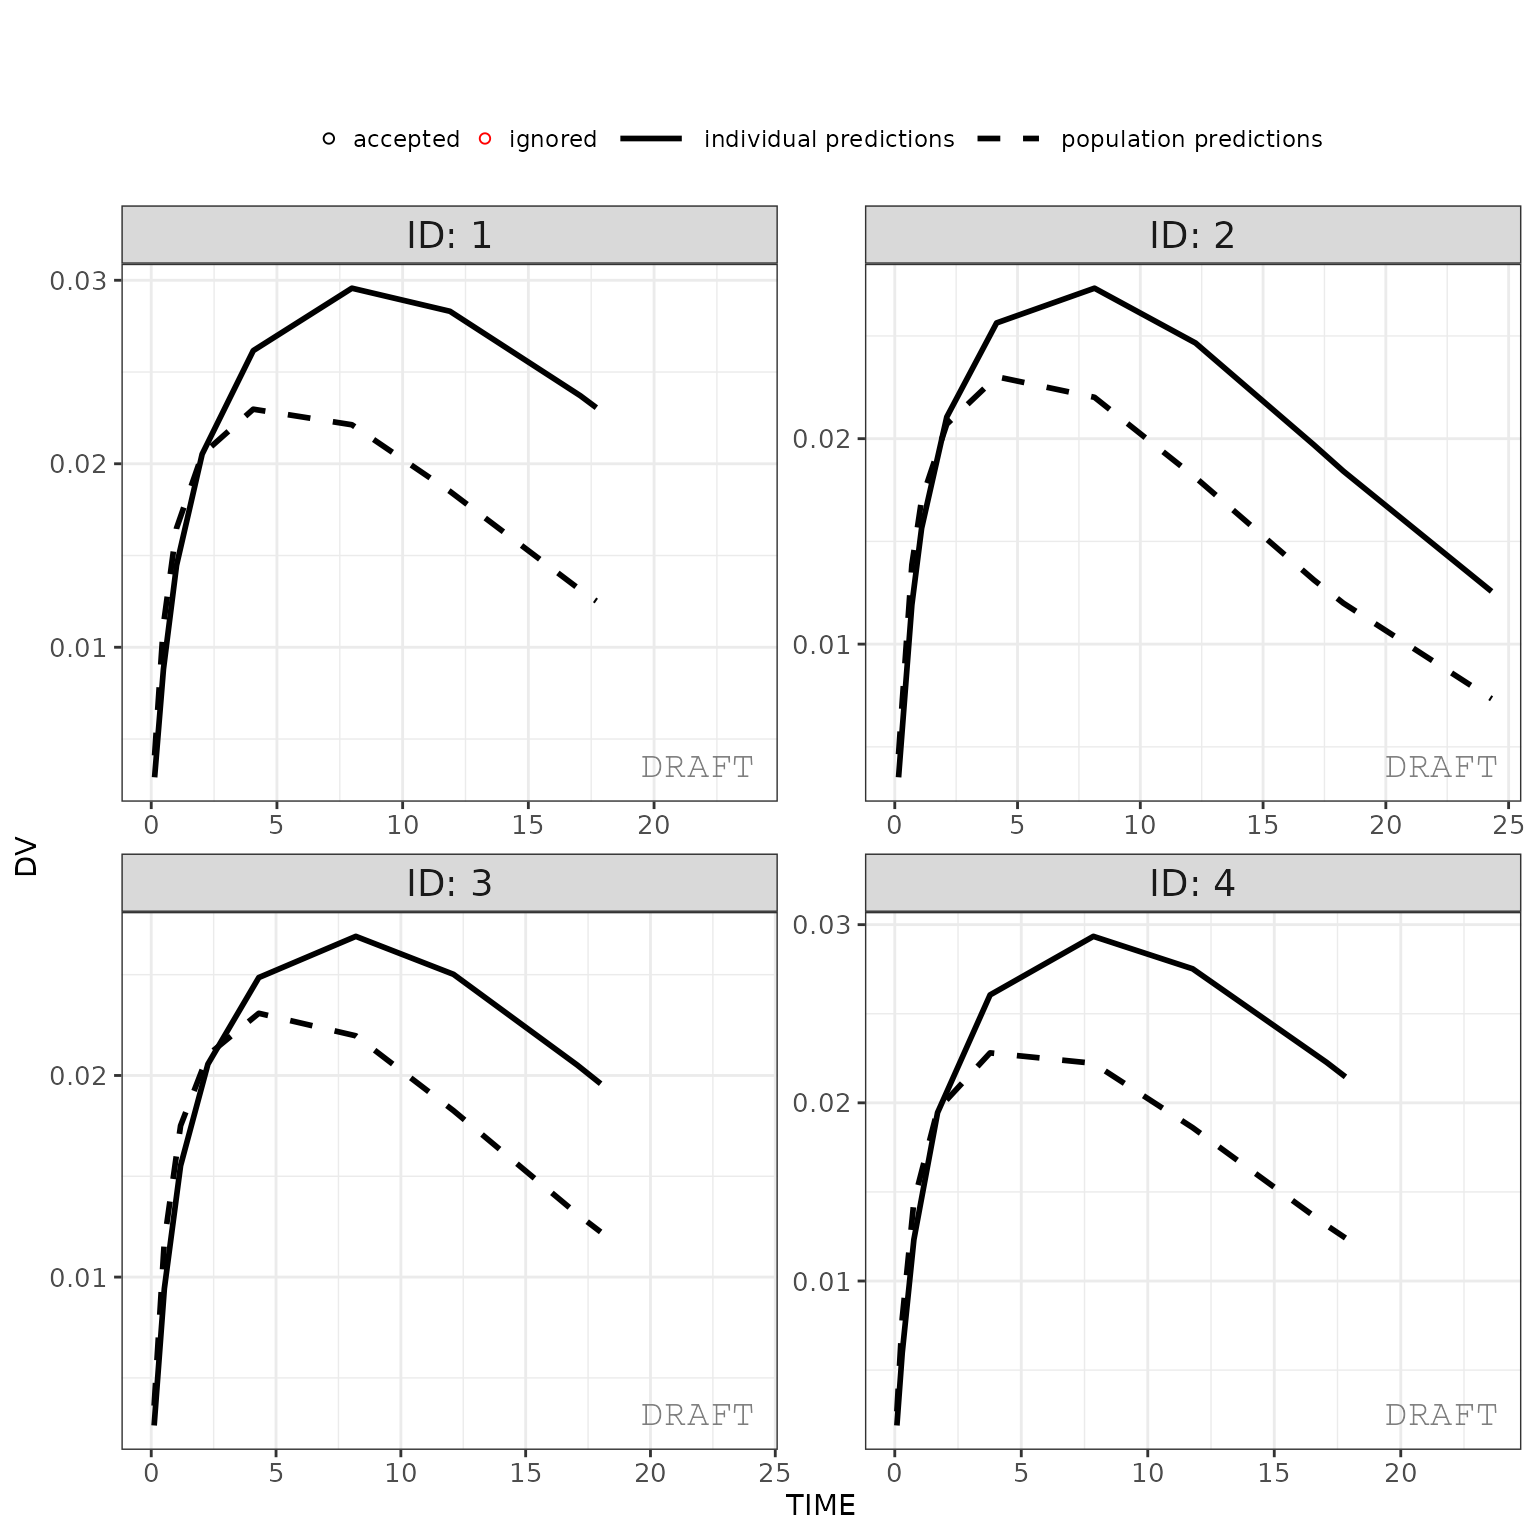 accepted ignored individual predictions population predictions
ID: 1
ID: 2
0.03
0.02
0.01
DRAFT
0 5 10 15 20
0.02
0.01
DRAFT
0 5 10 15 20 25
DV
ID: 3
ID: 4
0.02
0.01
DRAFT
0 5 10 15 20 25
0.03
0.02
0.01
DRAFT
0 5 10 15 20
TIME